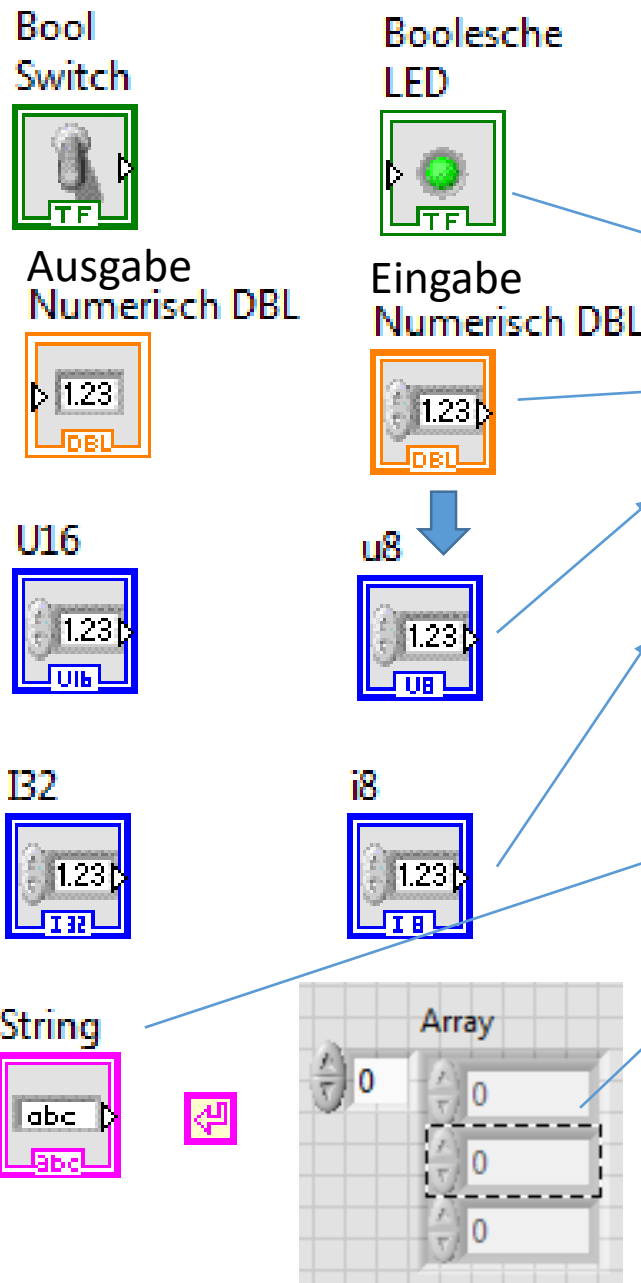 Bool
Switch
TF
Boolesche
LED
TF
Ausgabe
Numerisch DBL
1.23
DBL
Eingabe
Numerisch DBL
1.23
DBL
U16
1.23
U16
u8
1.23
U8
I32
1.23
I32
i8
1.23
I8
String
abc
abc
Array
0
0
0
0